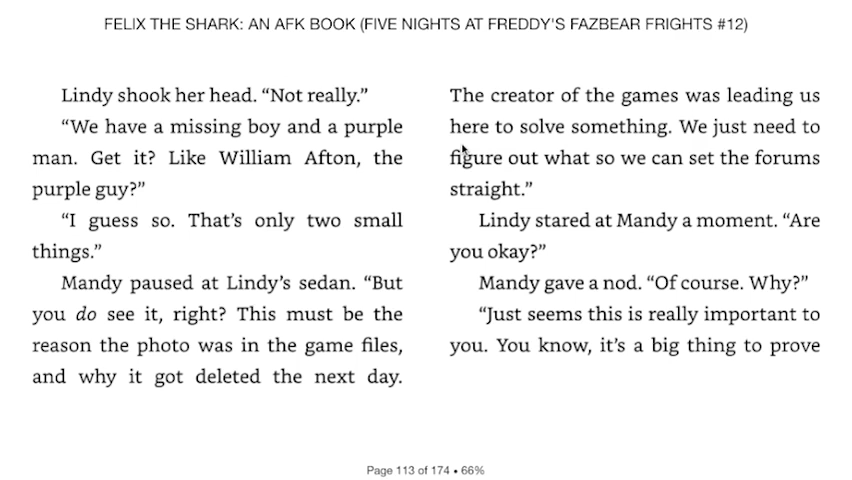 FELIX THE SHARK: AN AFK BOOK (FIVE NIGHTS AT FREDDY'S FAZBEAR FRIGHTS #12)
Lindy shook her head. “Not really.”
“We have a missing boy and a purple
man. Get it? Like William Afton, the
purple guy?”
“I guess so. That’s only two small
things.”
Mandy paused at Lindy’s sedan. “But
you do see it, right? This must be the
reason the photo was in the game files,
and why it got deleted the next day.
The creator of the games was leading us
here to solve something. We just need to
figure out what so we can set the forums
straight.”
Lindy stared at Mandy a moment. “Are
you okay?”
Mandy gave a nod. “Of course. Why?”
“Just seems this is really important to
you. You know, it’s a big thing to prove
Page 113 of 174 • 66%